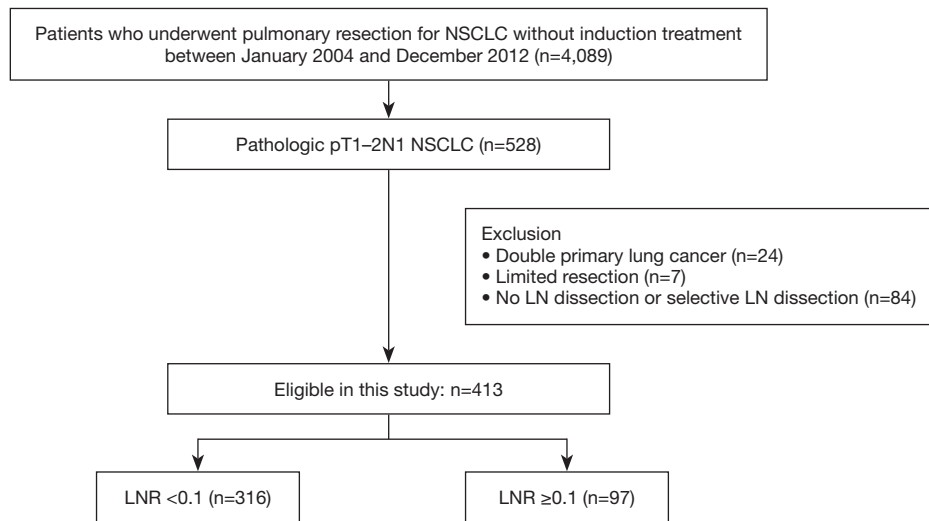 Patients who underwent pulmonary resection for NSCLC without induction treatment
between January 2004 and December 2012 (n=4,089)
Pathologic pT1–2N1 NSCLC (n=528)
Exclusion
• Double primary lung cancer (n=24)
• Limited resection (n=7)
• No LN dissection or selective LN dissection (n=84)
Eligible in this study: n=413
LNR <0.1 (n=316)
LNR ≥0.1 (n=97)